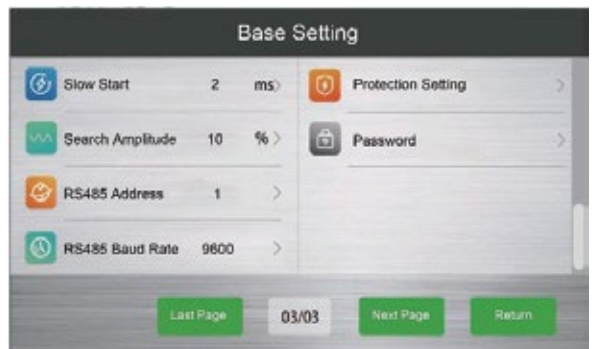 Base Setting
Slow Start 2 ms
Search Amplitude 10 %
RS485 Address 1
RS485 Baud Rate 9600
Protection Setting
Password
Last Page 03/03 Next Page Return